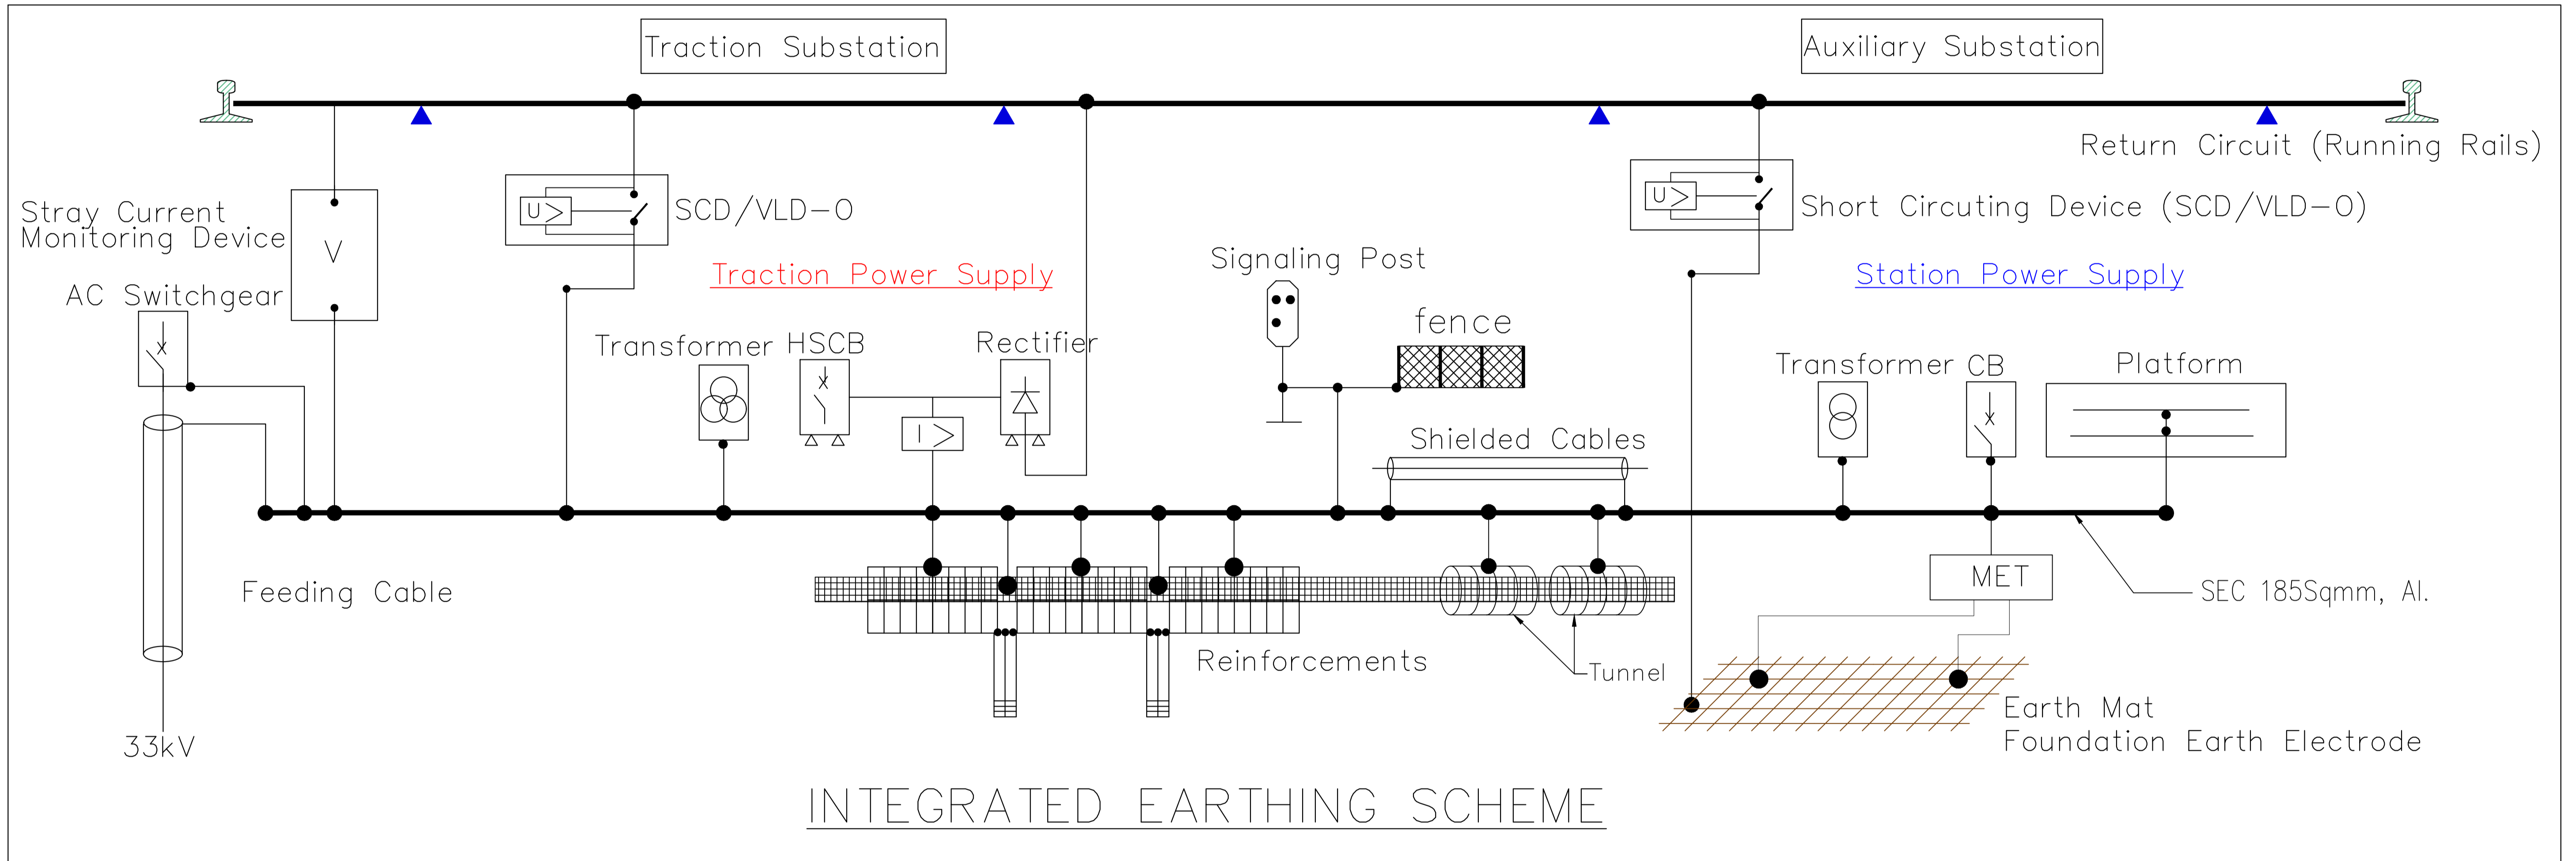 Traction Substation
Auxiliary Substation
Return Circuit (Running Rails)
Stray Current
Monitoring Device
V
U>
SCD/VLD-O
U>
Short Circuting Device (SCD/VLD-O)
Signaling Post
Traction Power Supply
Station Power Supply
AC Switchgear
fence
Transformer
HSCB
Rectifier
Transformer
CB
Platform
I>
Shielded Cables
Feeding Cable
MET
SEC 185Sqmm, Al.
Reinforcements
Tunnel
Earth Mat
Foundation Earth Electrode
33kV
INTEGRATED EARTHING SCHEME